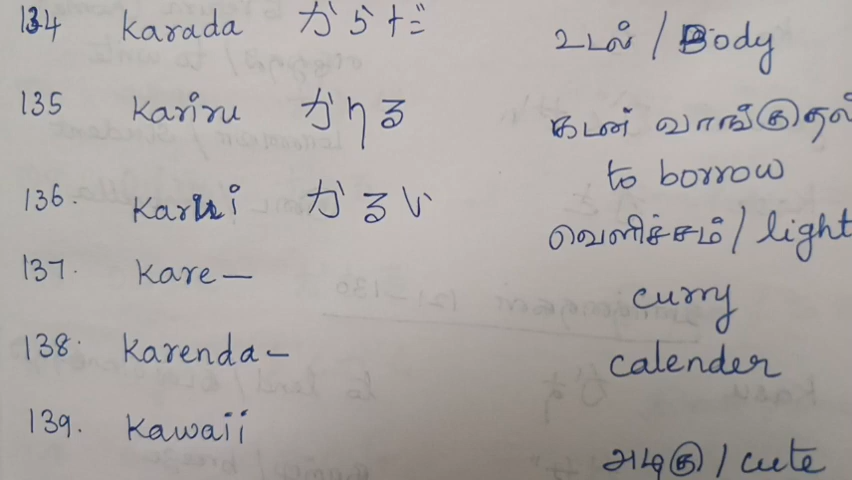 134 karada からだ உடல் / Body
135 kariru かりる கடன் வாங்குதல்
to borrow
136. karui かるい வெளிச்சம் / light
137. kare — curry
138. karenda — calender
139. kawaii அழகு / cute